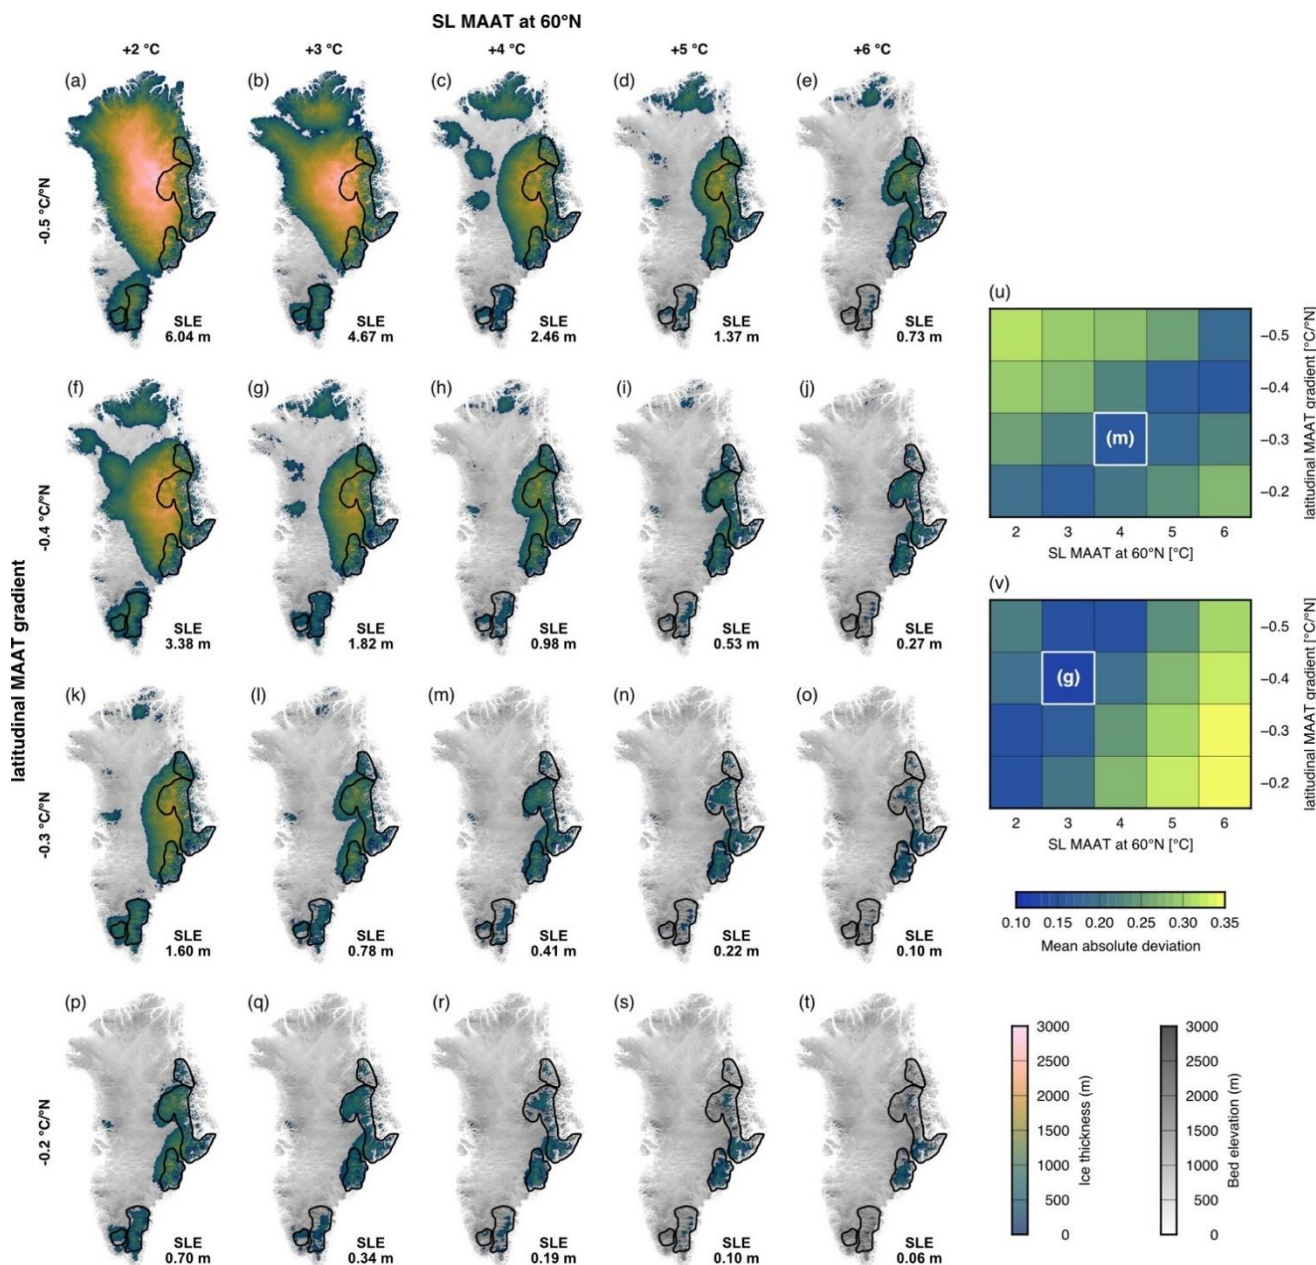 SL MAAT at 60°N
+2 °C
+3 °C
+4 °C
+5 °C
+6 °C
latitudinal MAAT gradient
-0.5 °C/°N
(a)
SLE
6.04 m
(b)
SLE
4.67 m
(c)
SLE
2.46 m
(d)
SLE
1.37 m
(e)
SLE
0.73 m
-0.4 °C/°N
(f)
SLE
3.38 m
(g)
SLE
1.82 m
(h)
SLE
0.98 m
(i)
SLE
0.53 m
(j)
SLE
0.27 m
-0.3 °C/°N
(k)
SLE
1.60 m
(l)
SLE
0.78 m
(m)
SLE
0.41 m
(n)
SLE
0.22 m
(o)
SLE
0.10 m
-0.2 °C/°N
(p)
SLE
0.70 m
(q)
SLE
0.34 m
(r)
SLE
0.19 m
(s)
SLE
0.10 m
(t)
SLE
0.06 m
(u)
(m)
−0.5
−0.4
−0.3
−0.2
latitudinal MAAT gradient [°C/°N]
2 3 4 5 6
SL MAAT at 60°N [°C]
(v)
(g)
−0.5
−0.4
−0.3
−0.2
latitudinal MAAT gradient [°C/°N]
2 3 4 5 6
SL MAAT at 60°N [°C]
0.10 0.15 0.20 0.25 0.30 0.35
Mean absolute deviation
3000
2500
2000
1500
1000
500
0
Ice thickness (m)
3000
2500
2000
1500
1000
500
0
Bed elevation (m)